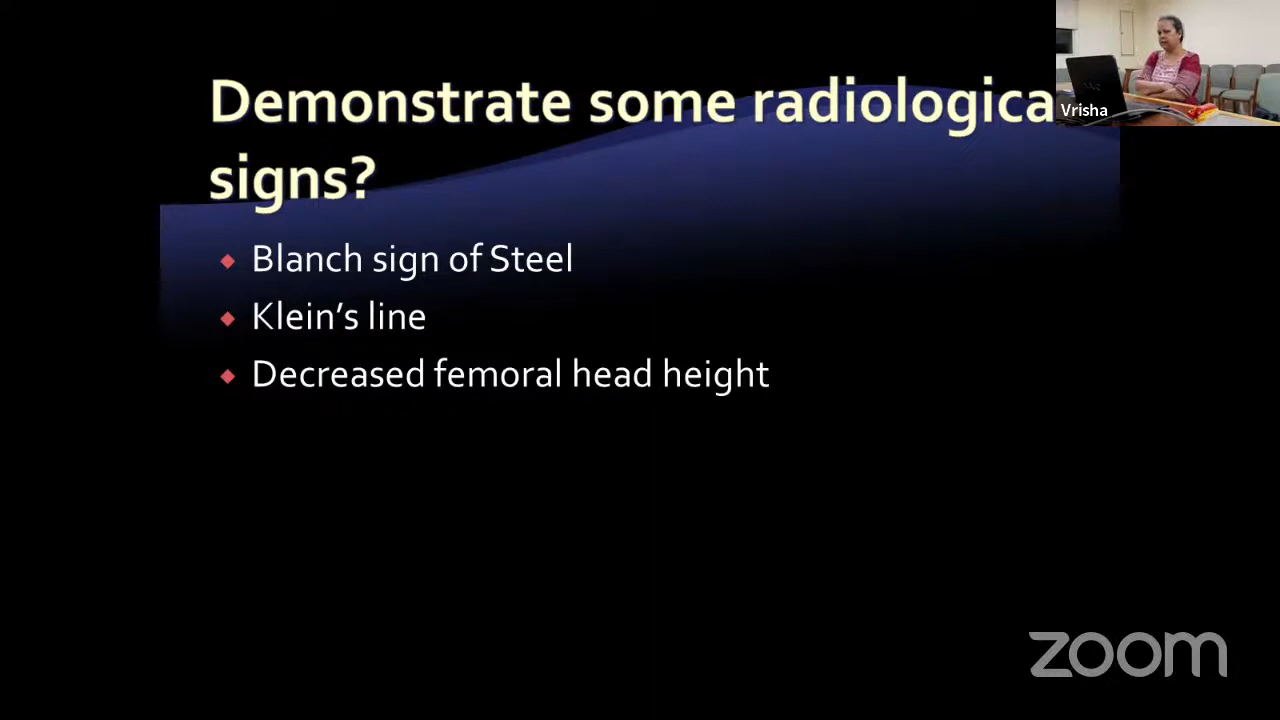 Demonstrate some radiologica
signs?
Blanch sign of Steel
Klein’s line
Decreased femoral head height
Vrisha
zoom